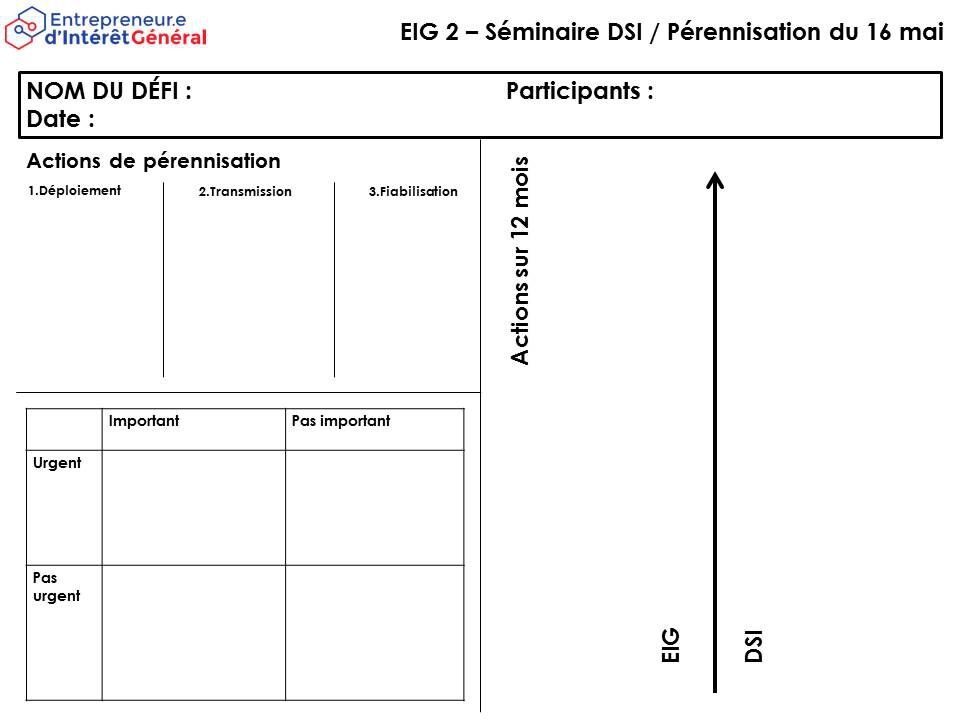 Entrepreneur.e
d'IntérêtGénéral
EIG 2 – Séminaire DSI / Pérennisation du 16 mai
NOM DU DÉFI :
Participants :
Date :
Actions de pérennisation
1.Déploiement
2.Transmission
3.Fiabilisation
Important
Pas important
Urgent
Pas
urgent
Actions sur 12 mois
EIG
DSI